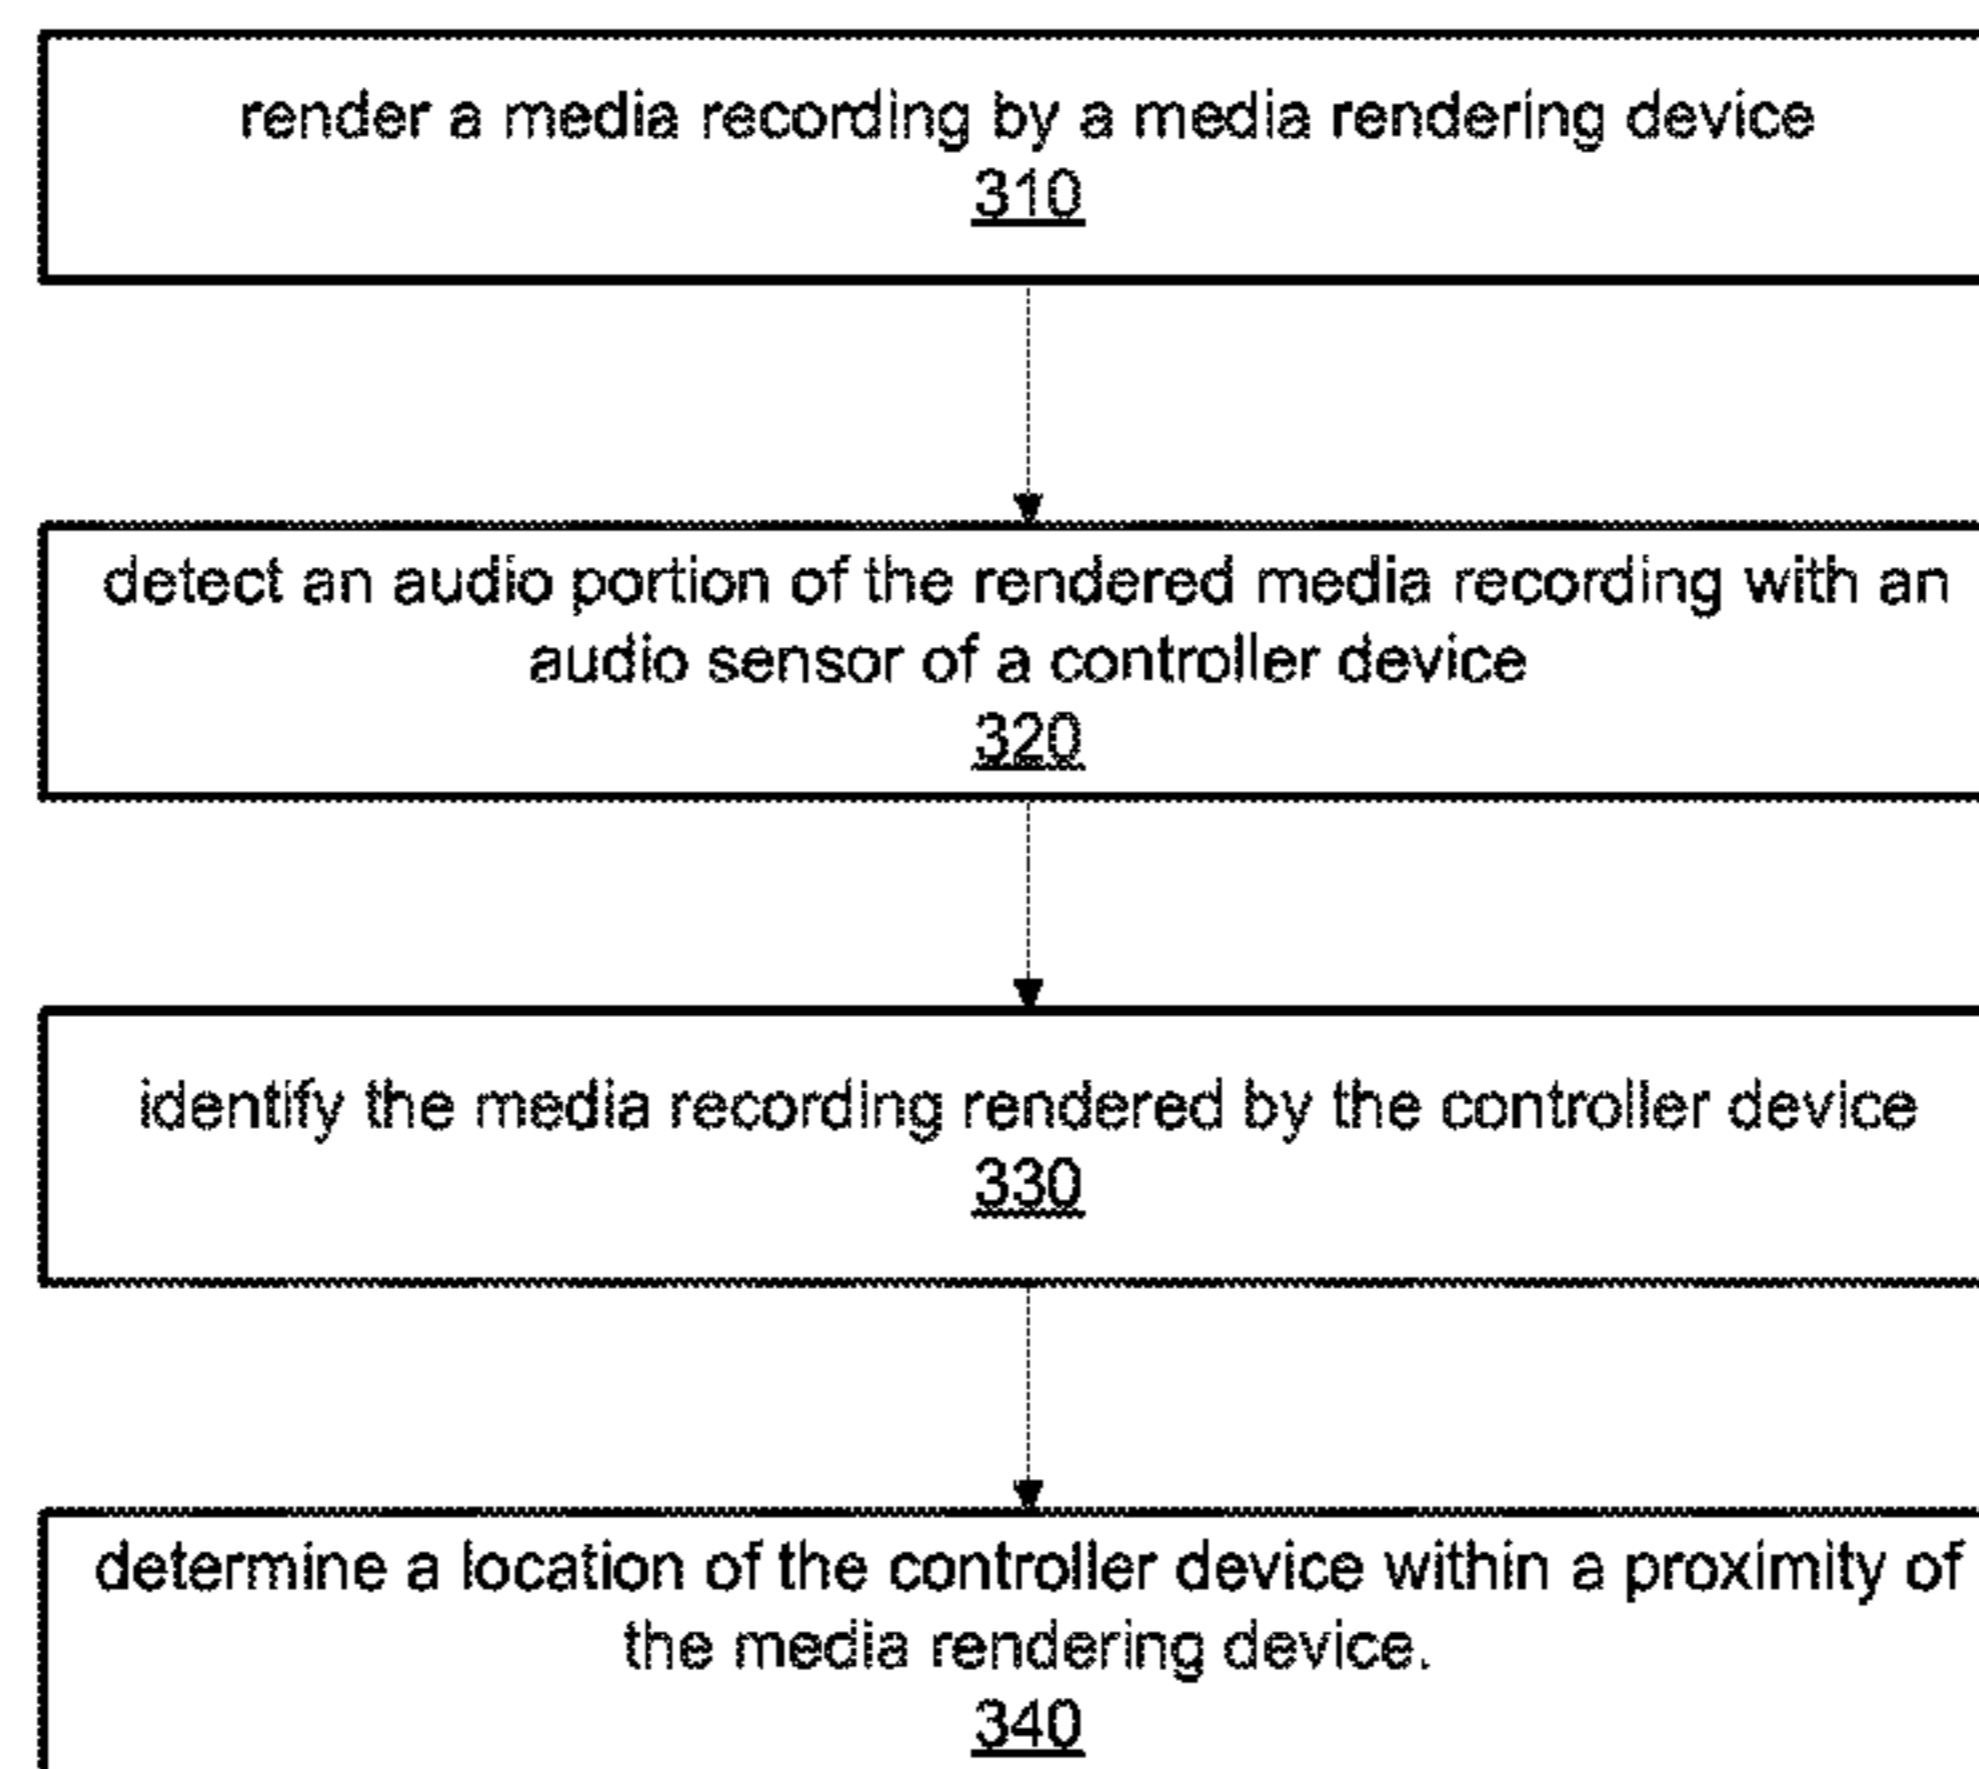 render a media recording by a media rendering device
310
detect an audio portion of the rendered media recording with an
audio sensor of a controller device
320
identify the media recording rendered by the controller device
330
determine a location of the controller device within a proximity of
the media rendering device.
340